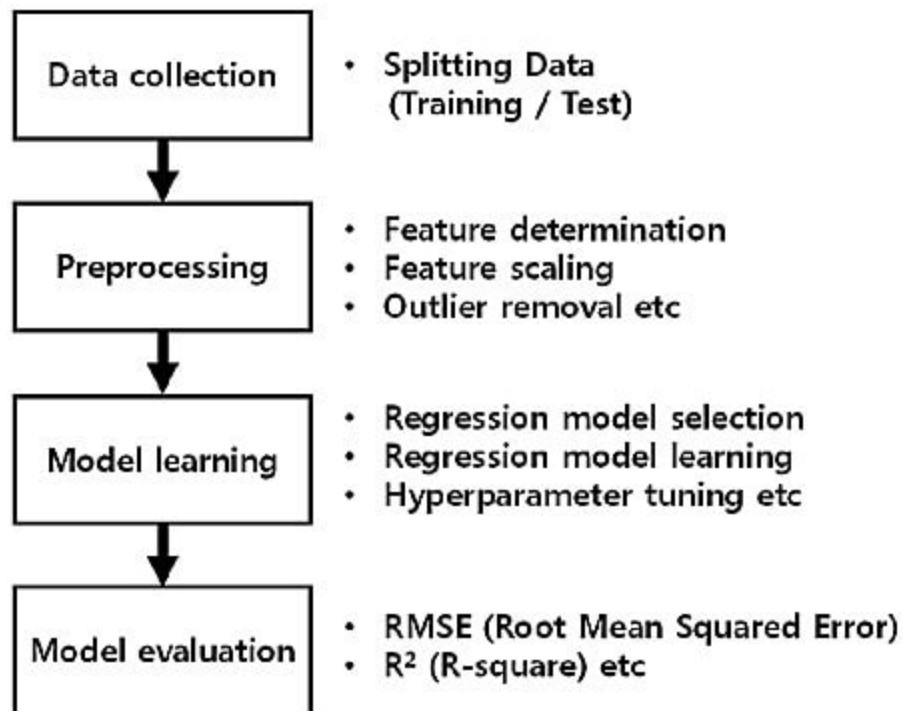 Data collection
• Splitting Data
(Training / Test)
Preprocessing
• Feature determination
• Feature scaling
• Outlier removal etc
Model learning
• Regression model selection
• Regression model learning
• Hyperparameter tuning etc
Model evaluation
• RMSE (Root Mean Squared Error)
• R² (R-square) etc